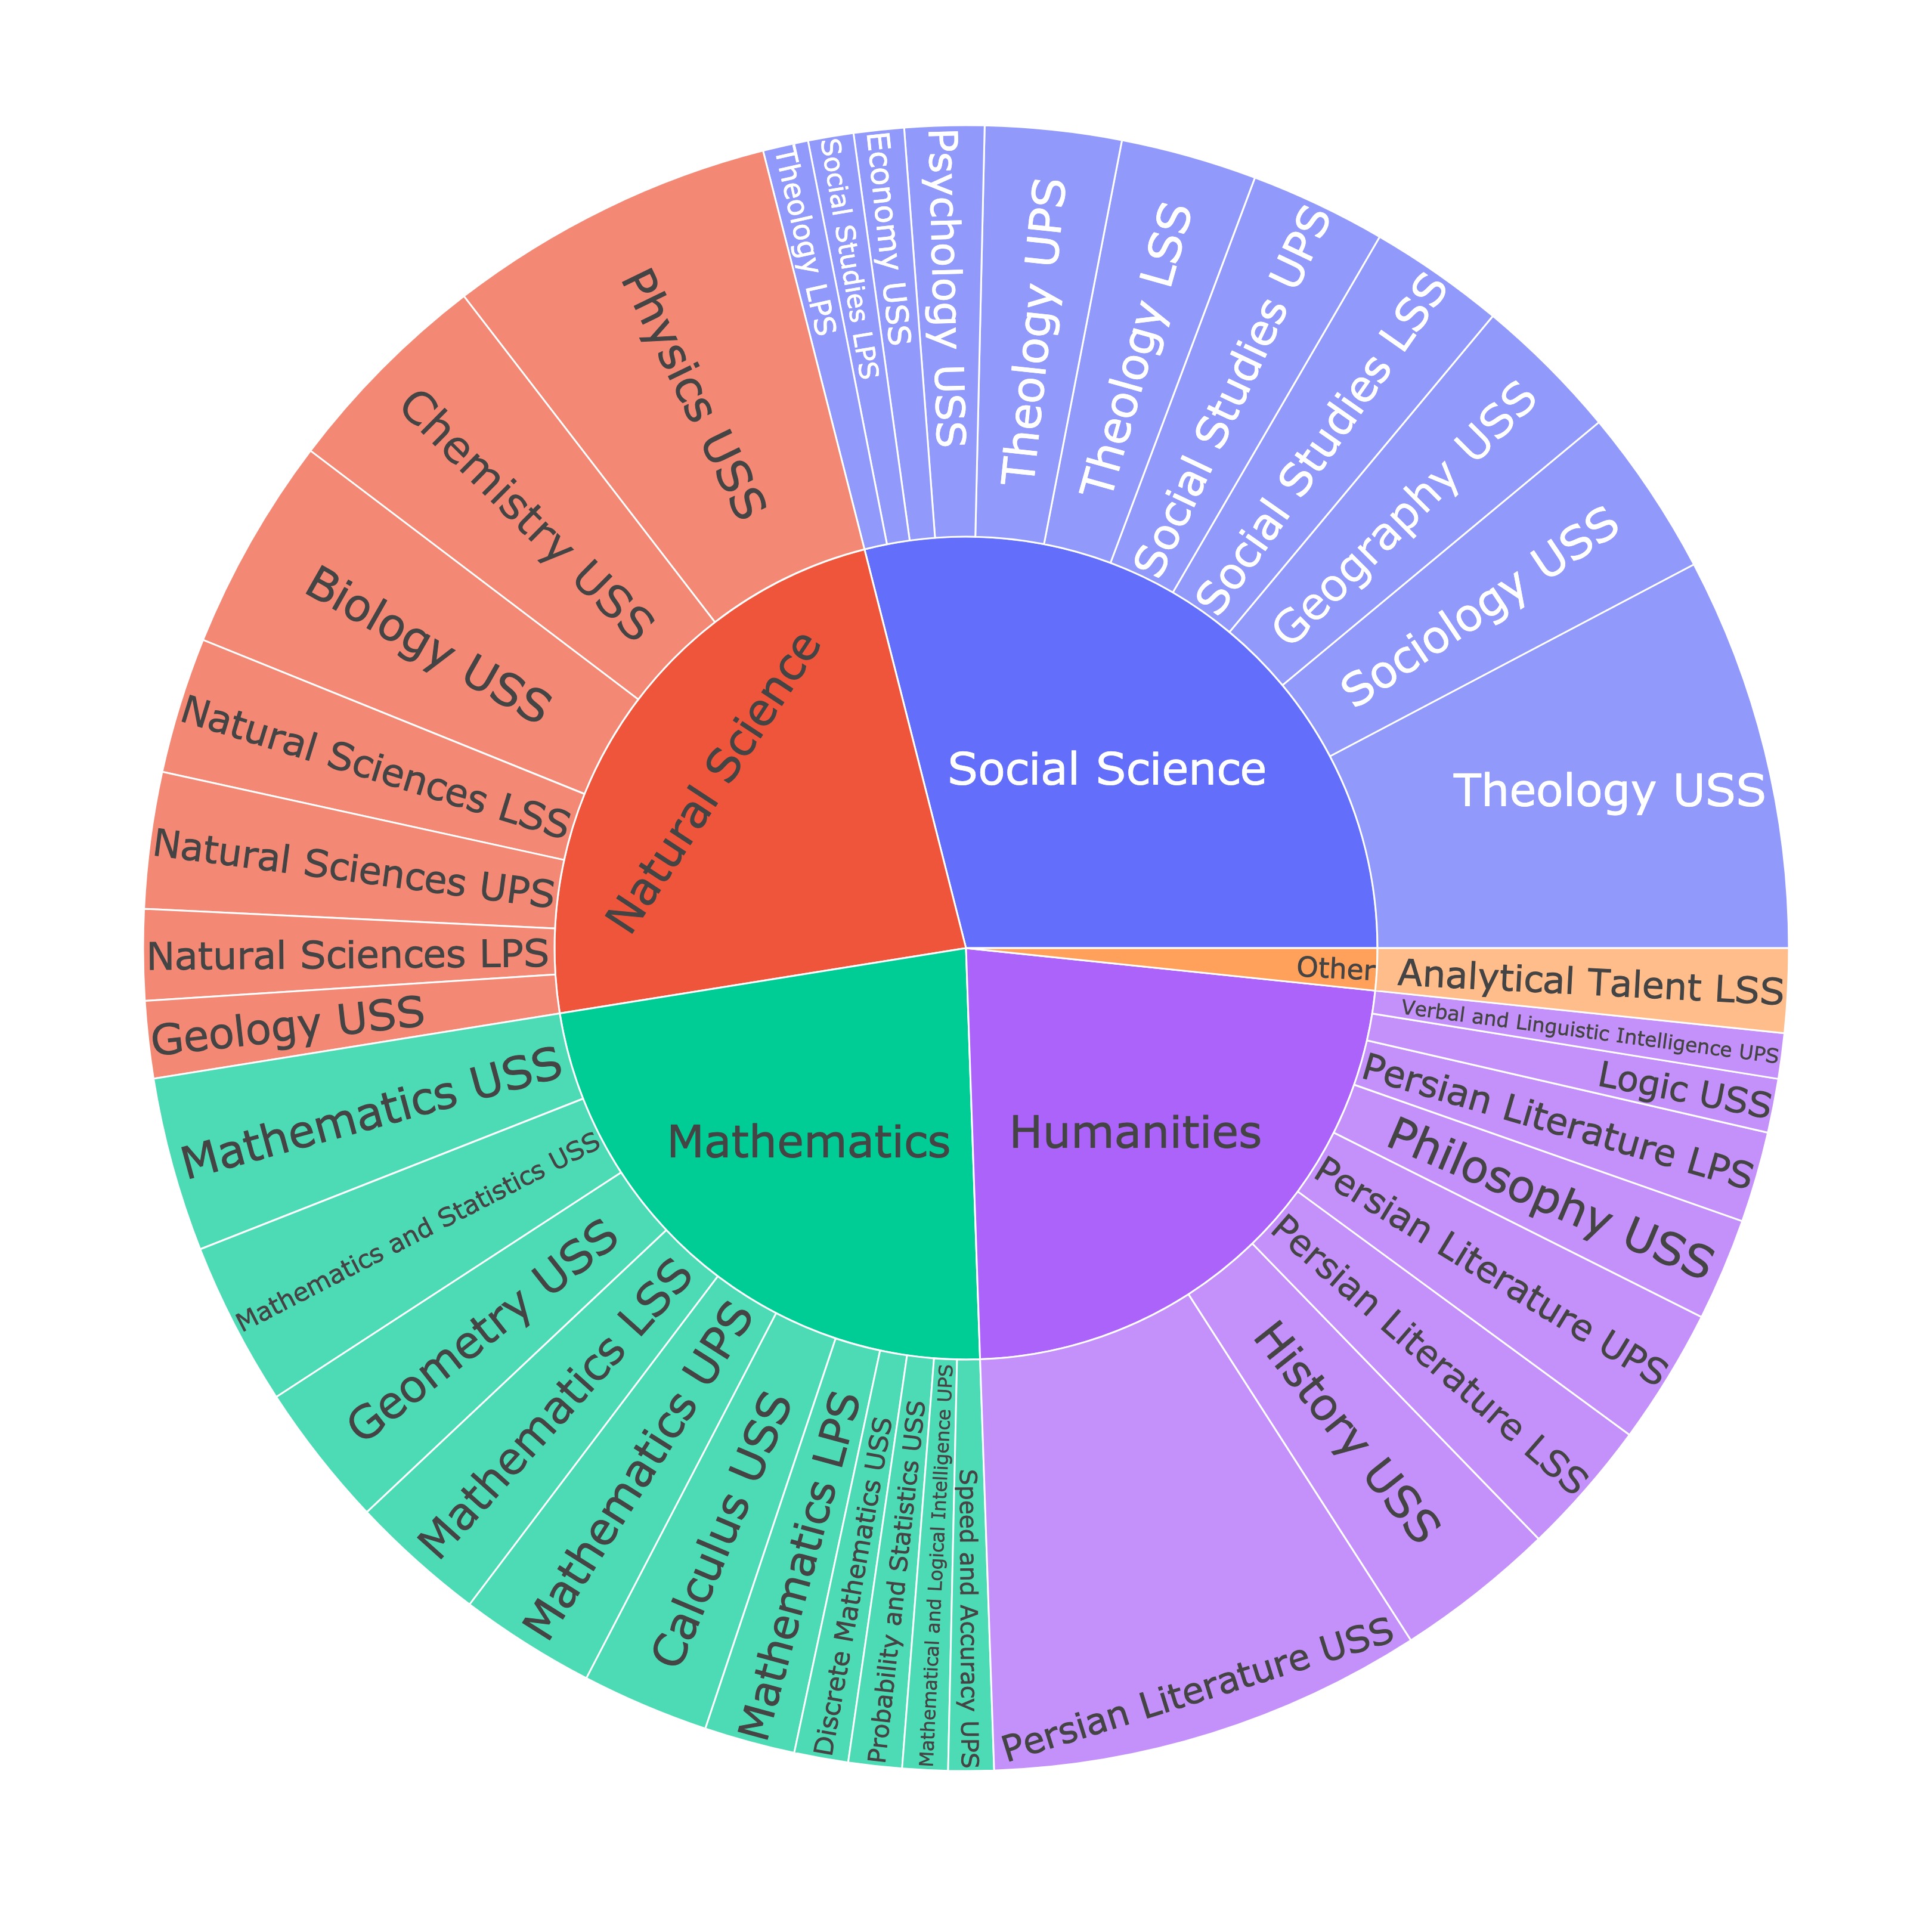 Social Science
Theology USS
Sociology USS
Geography USS
Social Studies LSS
Social Studies UPS
Theology LSS
Theology UPS
Psychology USS
Economy USS
Social Studies LPS
Theology LPS
Natural Science
Physics USS
Chemistry USS
Biology USS
Natural Sciences LSS
Natural Sciences UPS
Natural Sciences LPS
Geology USS
Mathematics
Mathematics USS
Mathematics and Statistics USS
Geometry USS
Mathematics LSS
Mathematics UPS
Calculus USS
Mathematics LPS
Discrete Mathematics USS
Probability and Statistics USS
Mathematical and Logical Intelligence UPS
Speed and Accuracy UPS
Humanities
Persian Literature USS
History USS
Persian Literature LSS
Persian Literature UPS
Philosophy USS
Persian Literature LPS
Logic USS
Verbal and Linguistic Intelligence UPS
Other
Analytical Talent LSS